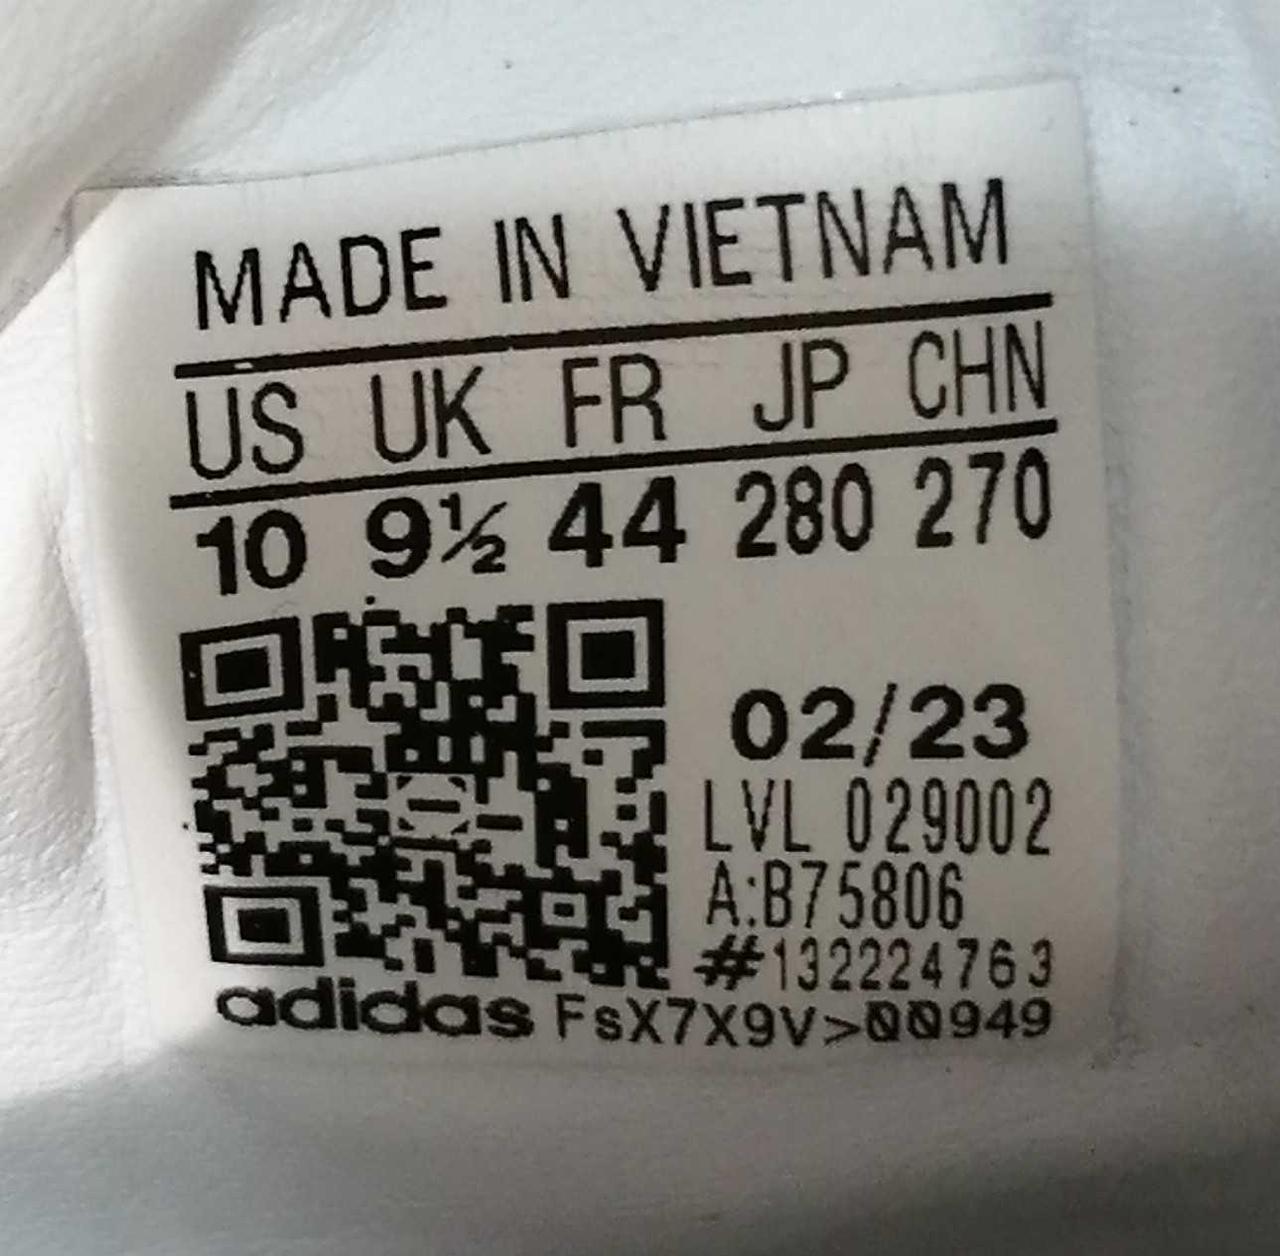 MADE IN VIETNAM
US UK FR JP CHN
10 9½ 44 280 270
02/23
LVL 029002
A:B75806
#132224763
adidas FsX7X9V>00949